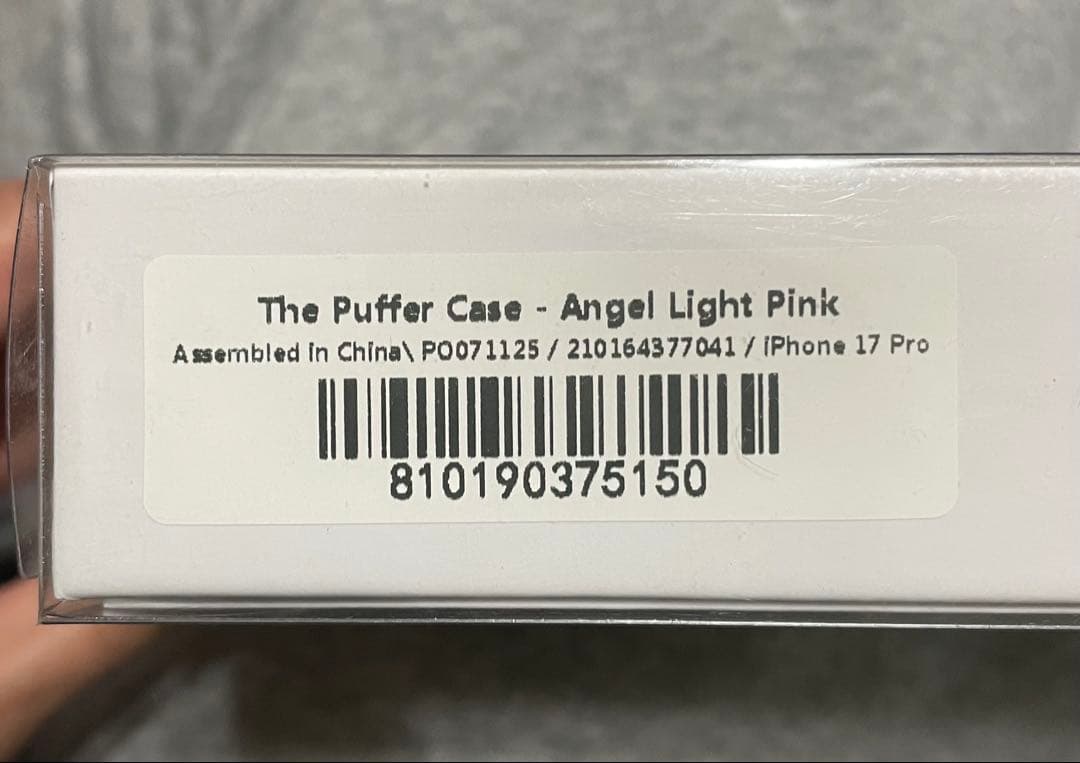 The Puffer Case - Angel Light Pink
Assembled in China\ PO071125 / 210164377041 / iPhone 17 Pro
810190375150